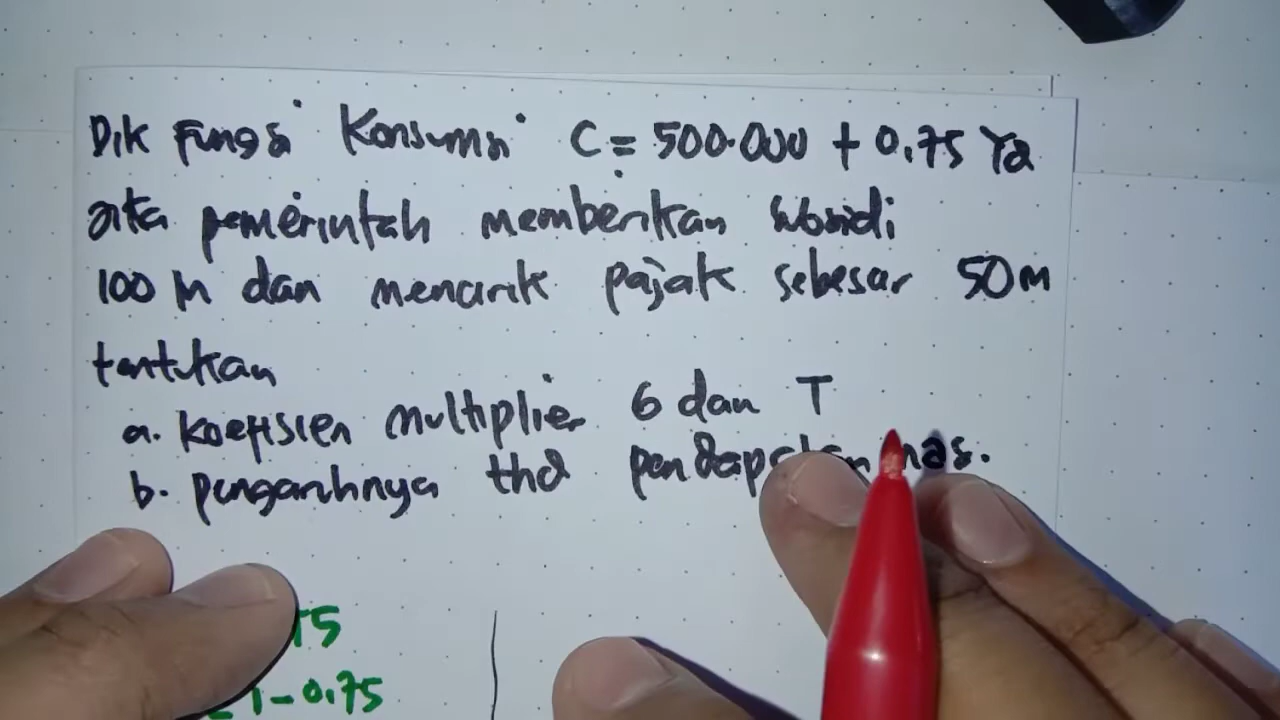 Dik Fungsi Konsumsi C = 500.000 + 0,75 Yd
Jika pemerintah memberikan subsidi
100 M dan menarik pajak sebesar 50 M
tentukan
a. Koefisien multiplier G dan T
b. pengaruhnya thd pendapatan nas.
75
1 - 0.75